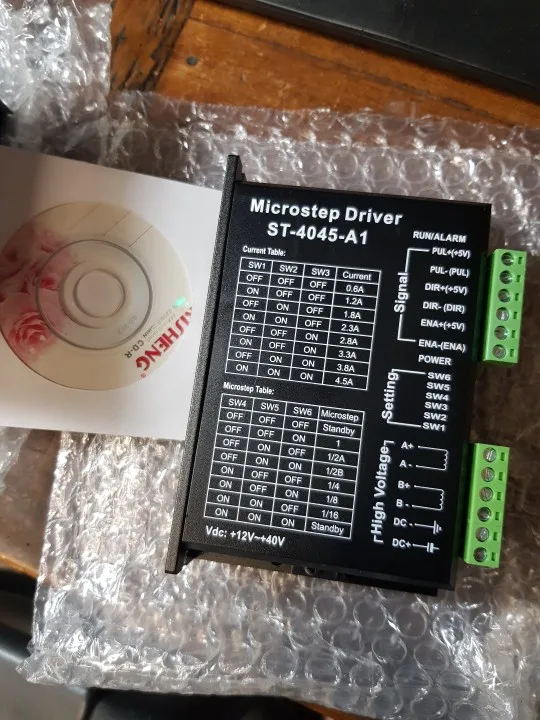 Microstep Driver
ST-4045-A1
RUN/ALARM
Current Table:
SW1 SW2 SW3 Current
OFF OFF OFF 0.6A
OFF OFF ON 1.2A
OFF ON OFF 1.8A
OFF ON ON 2.3A
ON OFF OFF 2.8A
ON OFF ON 3.3A
ON ON OFF 3.8A
ON ON ON 4.5A
Microstep Table:
SW4 SW5 SW6 Microstep
OFF OFF OFF Standby
OFF OFF ON 1
OFF ON OFF 1/2A
OFF ON ON 1/2B
ON OFF OFF 1/4
ON OFF ON 1/8
ON ON OFF 1/16
ON ON ON Standby
Vdc: +12V~+40V
Signal
PUL+(+5V)
PUL-(PUL)
DIR+(+5V)
DIR-(DIR)
ENA+(+5V)
ENA-(ENA)
POWER
Setting
SW6
SW5
SW4
SW3
SW2
SW1
High Voltage
A+
A-
B+
B-
DC-
DC+
USHENG
CD-R